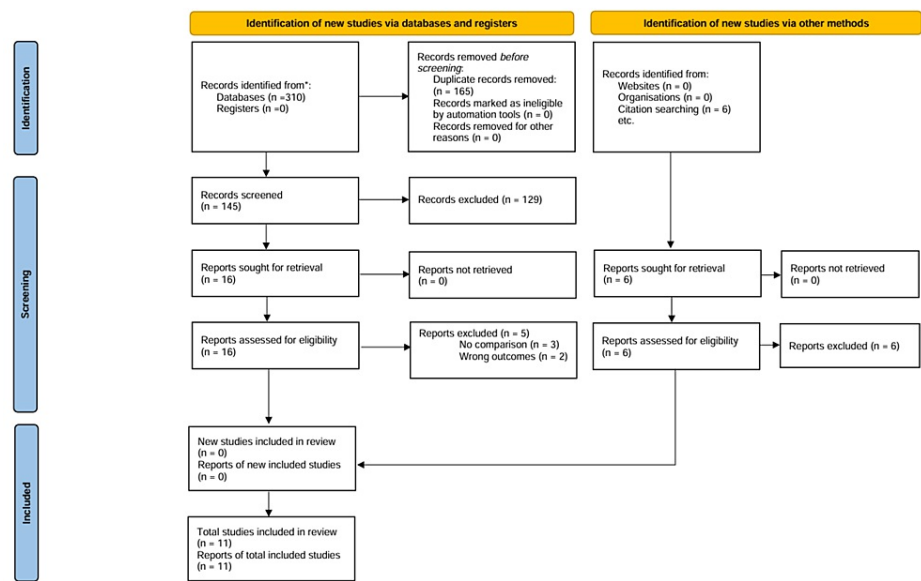 Identification of new studies via databases and registers
Identification of new studies via other methods
Identification
Records identified from*:
Databases (n =310)
Registers (n =0)
Records removed before
screening:
Duplicate records removed:
(n = 165)
Records marked as ineligible
by automation tools (n = 0)
Records removed for other
reasons (n = 0)
Records identified from:
Websites (n = 0)
Organisations (n = 0)
Citation searching (n = 6)
etc.
Screening
Records screened
(n = 145)
Records excluded (n = 129)
Reports sought for retrieval
(n = 16)
Reports not retrieved
(n = 0)
Reports sought for retrieval
(n = 6)
Reports not retrieved
(n = 0)
Reports assessed for eligibility
(n = 16)
Reports excluded (n = 5)
No comparison (n = 3)
Wrong outcomes (n = 2)
Reports assessed for eligibility
(n = 6)
Reports excluded (n = 6)
Included
New studies included in review
(n = 0)
Reports of new included studies
(n = 0)
Total studies included in review
(n = 11)
Reports of total included studies
(n = 11)